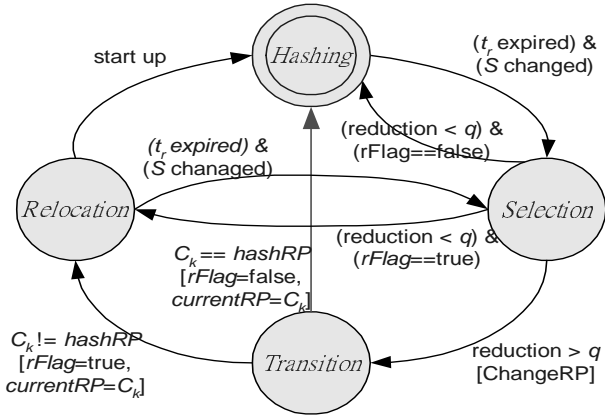 start up
Hashing
(t_r expired) &
(S changed)
(reduction < q) &
(rFlag==false)
(t_r expired) &
(S chanaged)
Relocation
Selection
(reduction < q) &
(rFlag==true)
C_k == hashRP
[rFlag=false,
currentRP=C_k]
C_k != hashRP
[rFlag=true,
currentRP=C_k]
Transition
reduction > q
[ChangeRP]